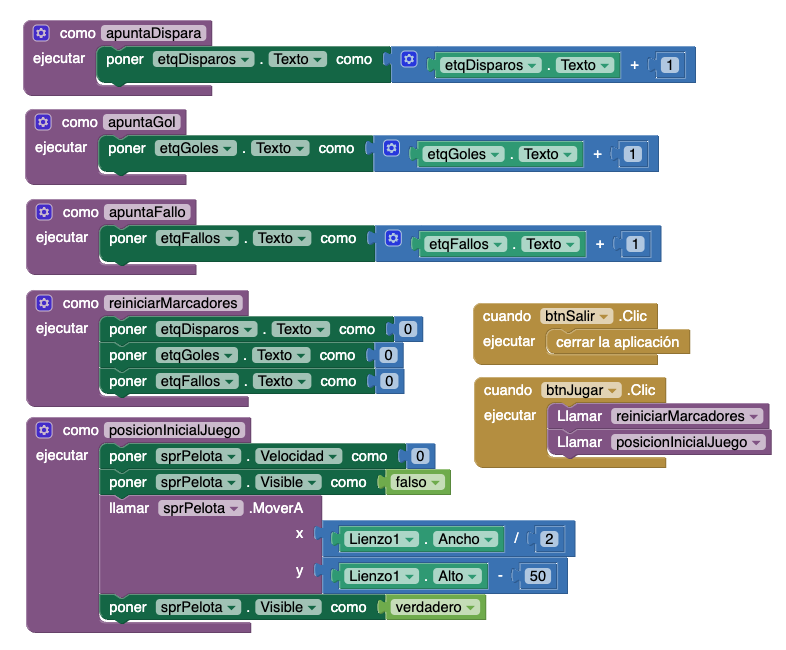 como apuntaDispara
ejecutar poner etqDisparos . Texto como etqDisparos . Texto + 1
como apuntaGol
ejecutar poner etqGoles . Texto como etqGoles . Texto + 1
como apuntaFallo
ejecutar poner etqFallos . Texto como etqFallos . Texto + 1
como reiniciarMarcadores
ejecutar poner etqDisparos . Texto como 0
poner etqGoles . Texto como 0
poner etqFallos . Texto como 0
como posicionInicialJuego
ejecutar poner sprPelota . Velocidad como 0
poner sprPelota . Visible como falso
llamar sprPelota .MoverA
x Lienzo1 . Ancho / 2
y Lienzo1 . Alto - 50
poner sprPelota . Visible como verdadero
cuando btnSalir .Clic
ejecutar cerrar la aplicación
cuando btnJugar .Clic
ejecutar Llamar reiniciarMarcadores
Llamar posicionInicialJuego